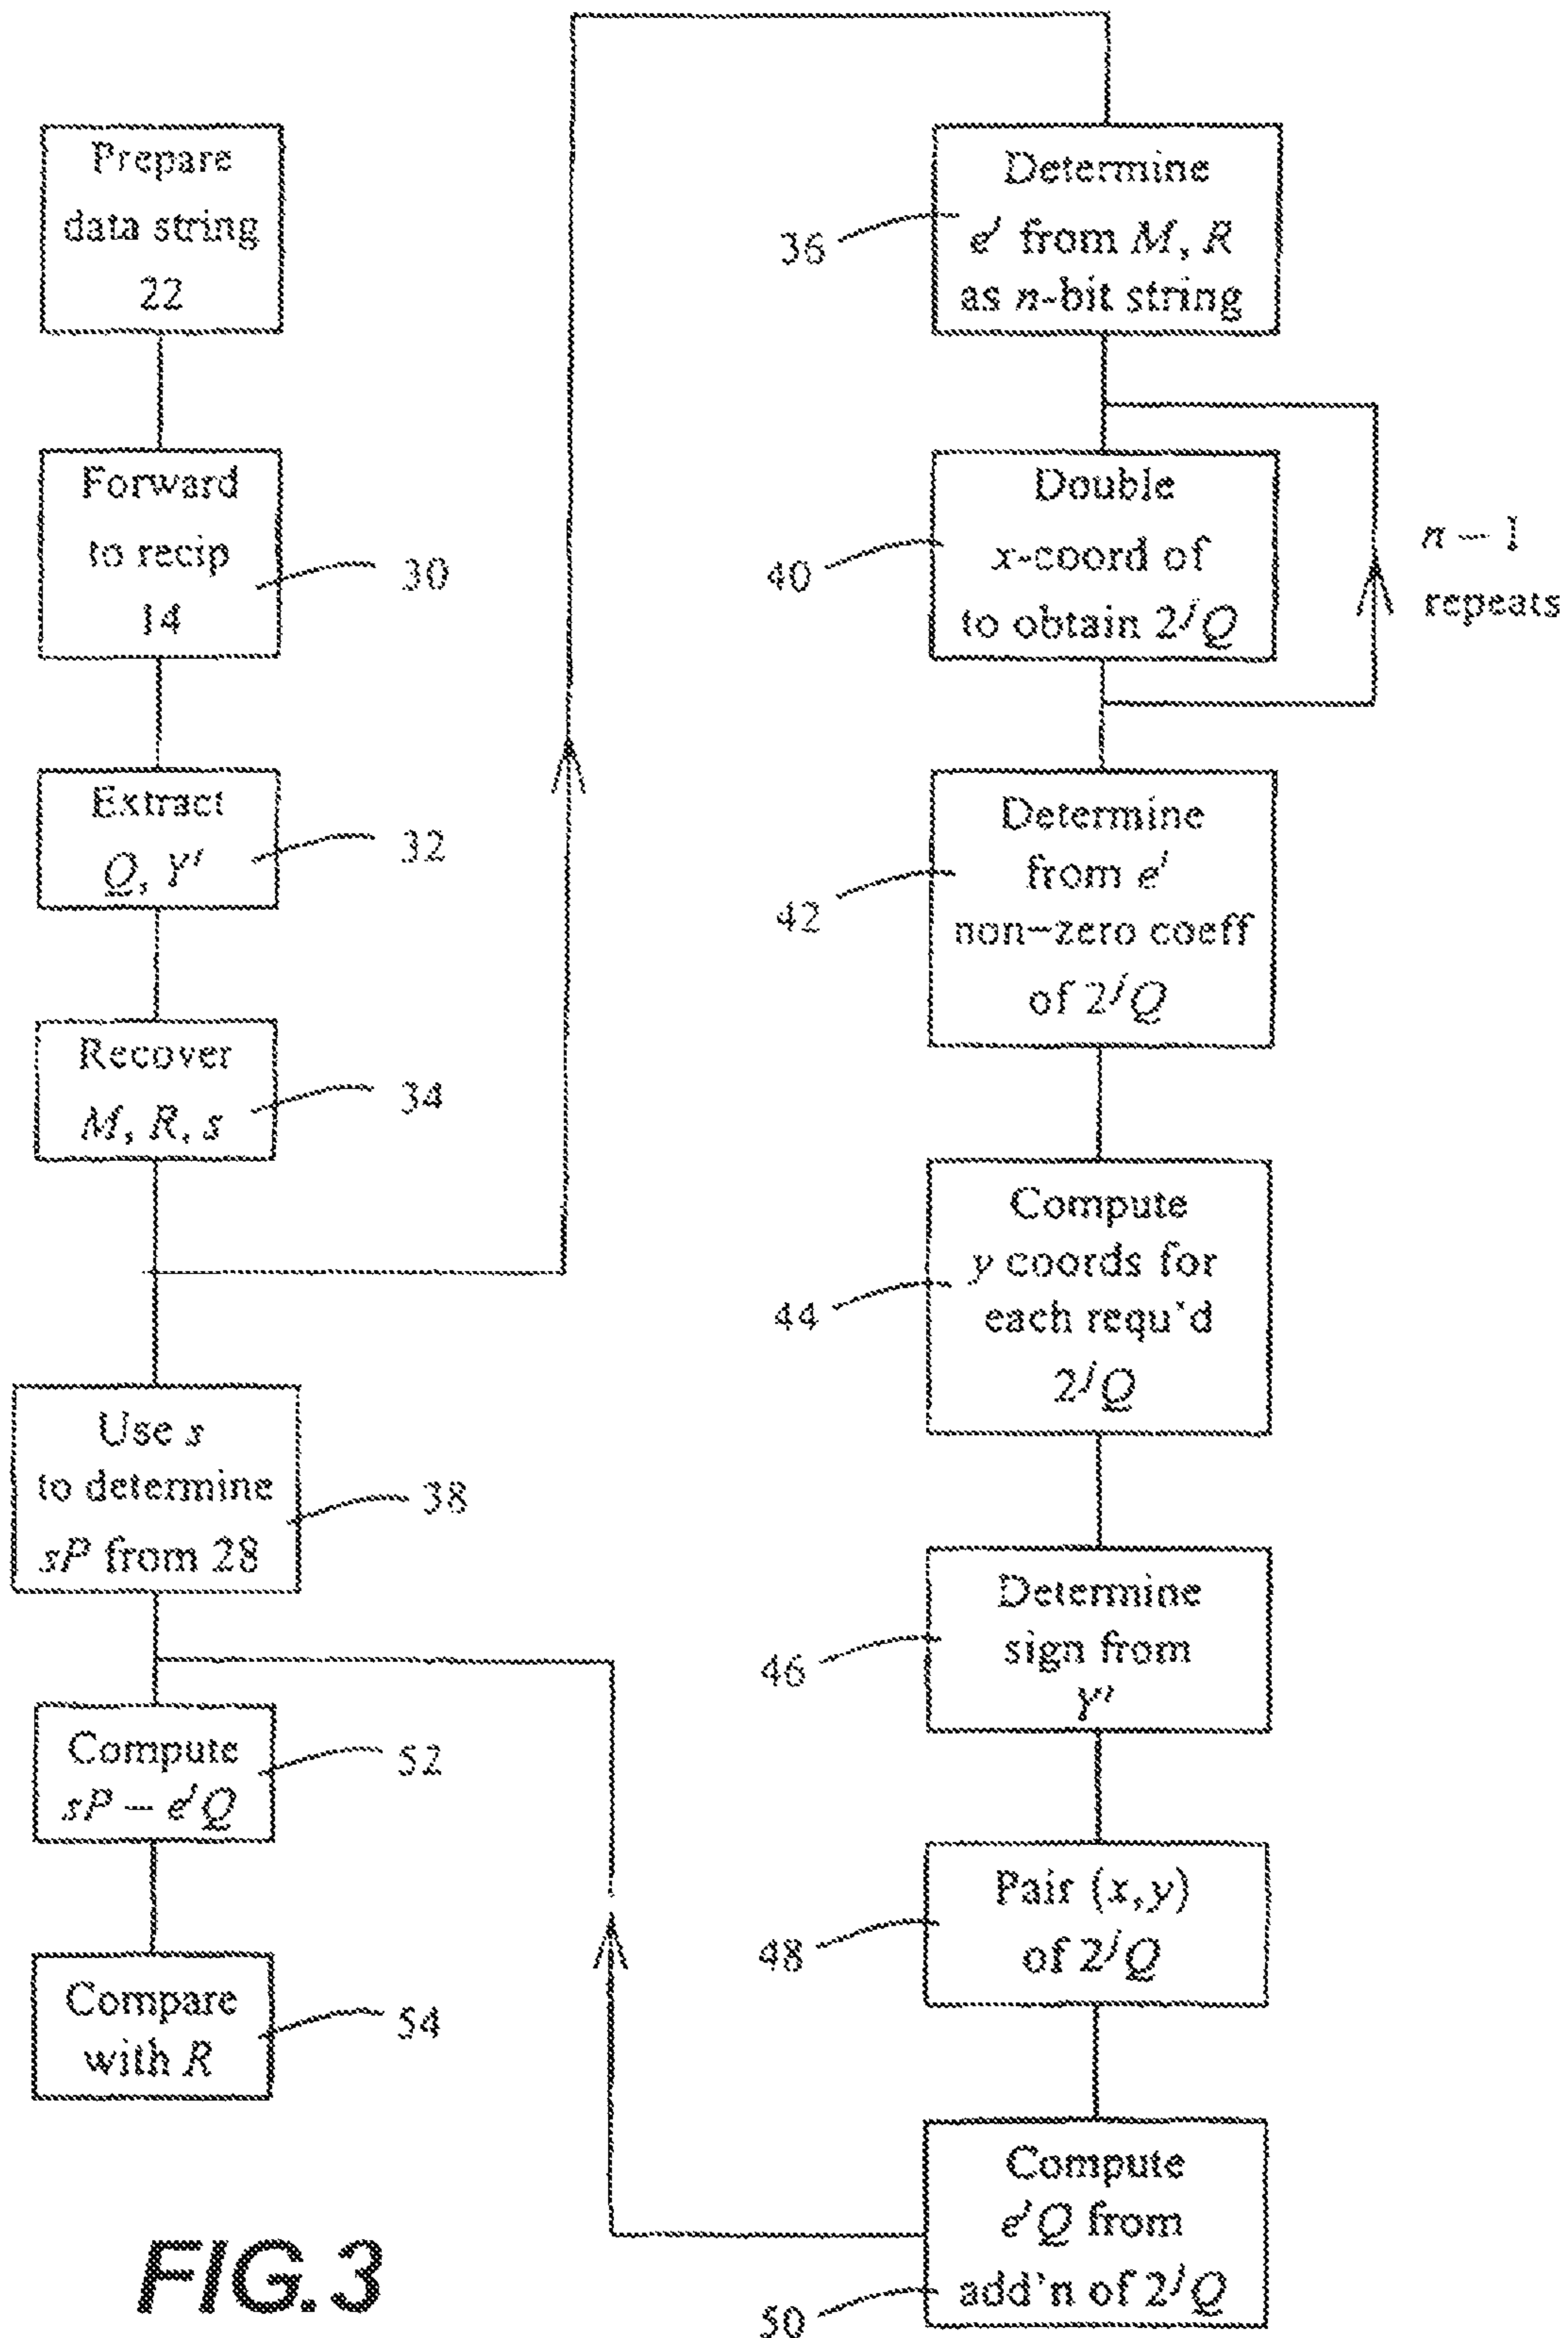 Prepare
data string
22
Forward
to recip
14
30
Extract
Q, Y'
32
Recover
M, R, s
34
Use s
to determine
sP from 28
38
Compute
sP – e'Q
52
Compare
with R
54
Determine
e' from M, R
as n-bit string
36
Double
x-coord of
to obtain 2^j Q
40
n – 1
repeats
Determine
from e'
non-zero coeff
of 2^j Q
42
Compute
y coords for
each requ'd
2^j Q
44
Determine
sign from
Y'
46
Pair (x,y)
of 2^j Q
48
Compute
e'Q from
add'n of 2^j Q
50
FIG.3